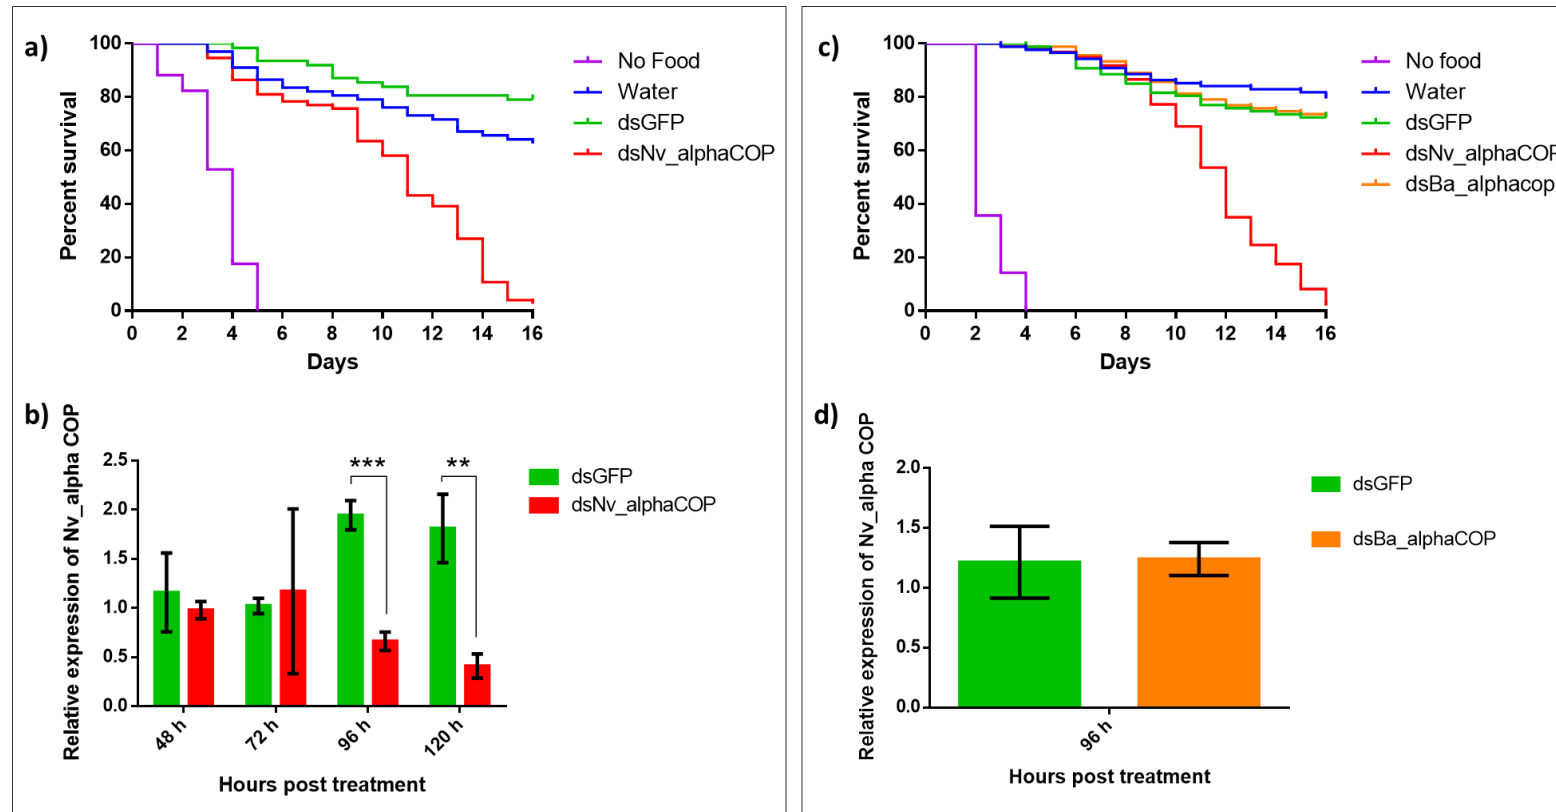 a)
100
80
60
40
20
0
Percent survival
0 2 4 6 8 10 12 14 16
Days
No Food
Water
dsGFP
dsNv_alphaCOP
b)
Relative expression of Nv_alpha COP
2.5
2.0
1.5
1.0
0.5
0.0
*** **
48 h 72 h 96 h 120 h
Hours post treatment
dsGFP
dsNv_alphaCOP
c)
100
80
60
40
20
0
Percent survival
0 2 4 6 8 10 12 14 16
Days
No food
Water
dsGFP
dsNv_alphaCOP
dsBa_alphacop
d)
Relative expression of Nv_alpha COP
2.0
1.5
1.0
0.5
0.0
96 h
Hours post treatment
dsGFP
dsBa_alphaCOP